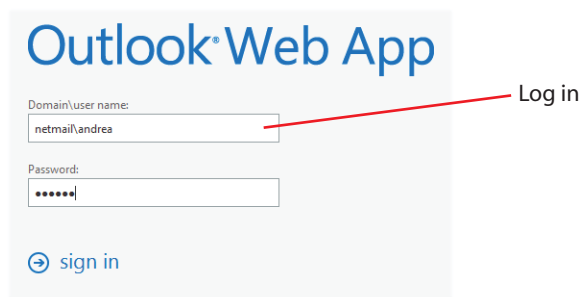 Outlook® Web App
Domain\user name:
netmail\andrea
Log in
Password:
••••••
sign in